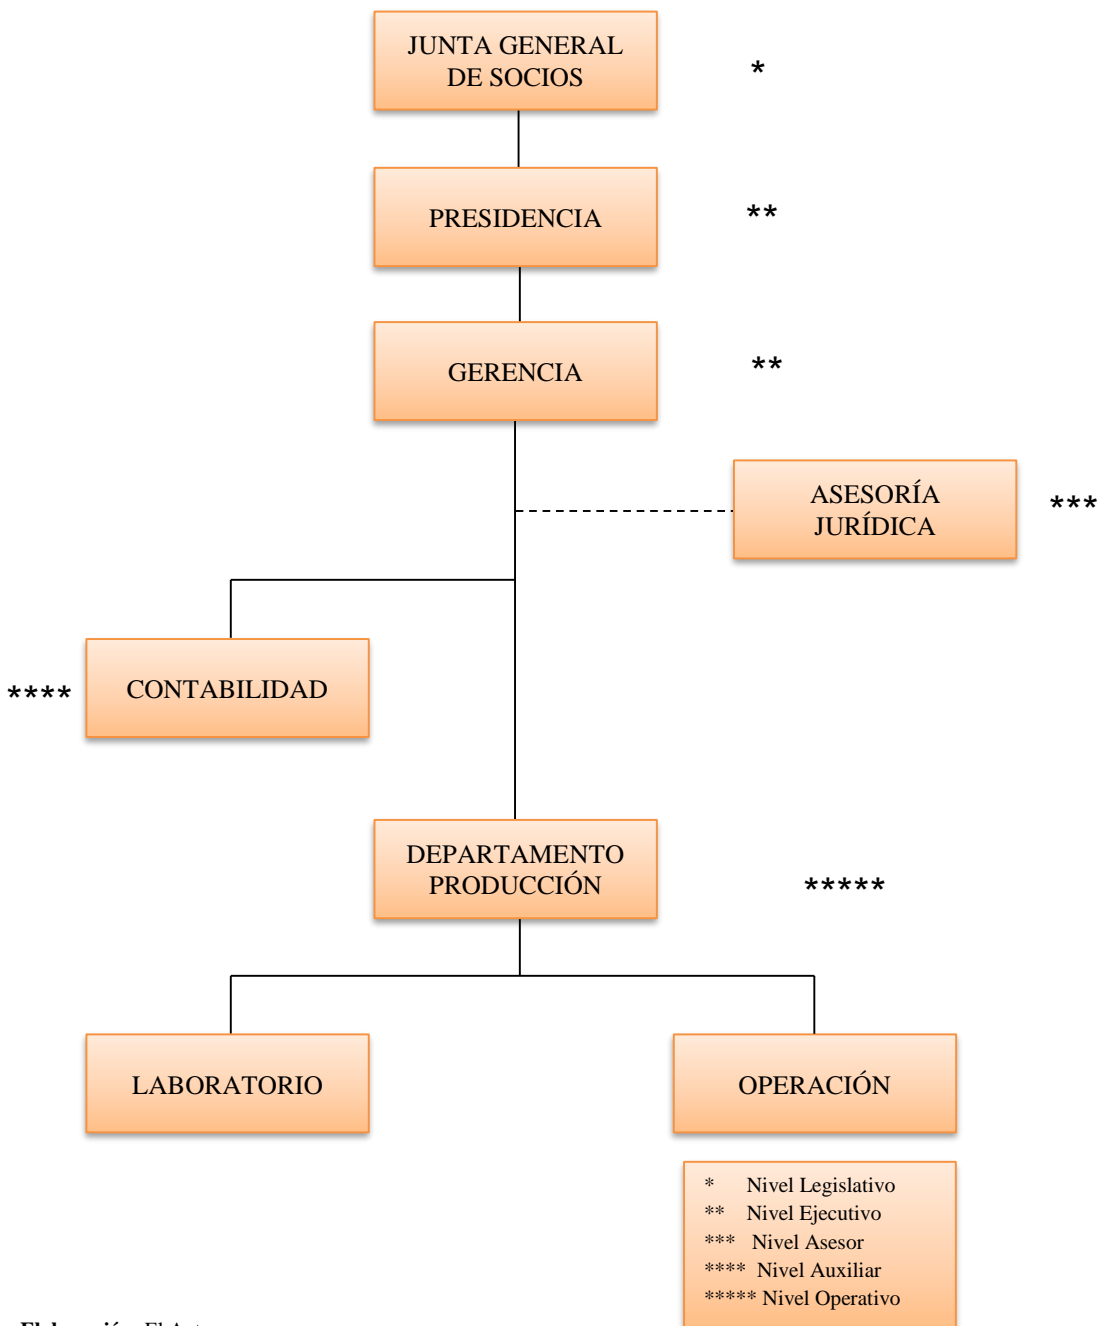 JUNTA GENERAL
DE SOCIOS
*
PRESIDENCIA
**
GERENCIA
**
ASESORÍA
JURÍDICA
***
****
CONTABILIDAD
DEPARTAMENTO
PRODUCCIÓN
*****
LABORATORIO
OPERACIÓN
* Nivel Legislativo
** Nivel Ejecutivo
*** Nivel Asesor
**** Nivel Auxiliar
***** Nivel Operativo